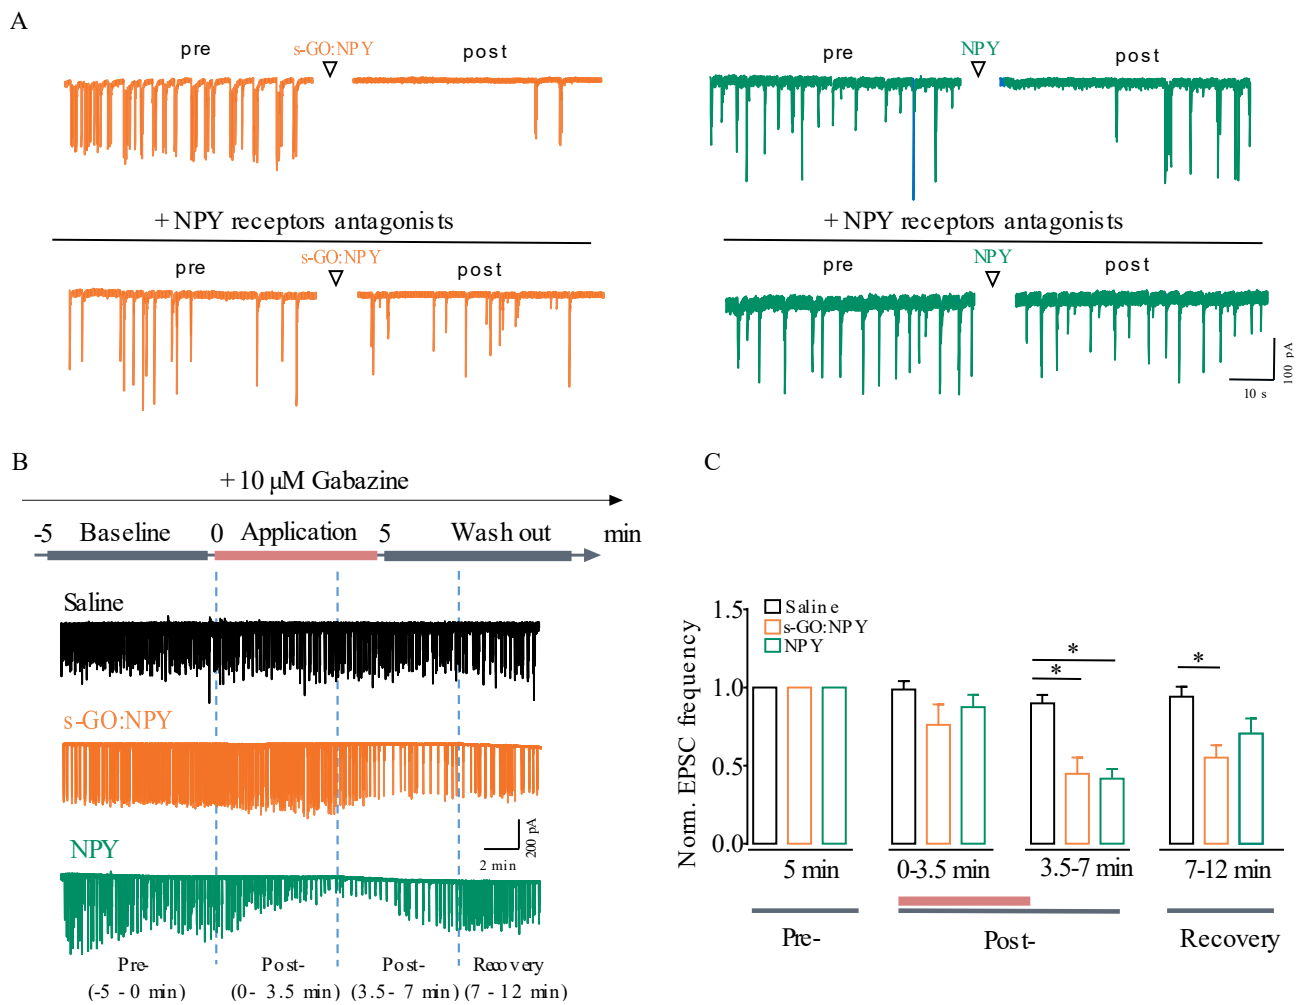 A
pre
s-GO:NPY
post
pre
NPY
post
+ NPY receptors antagonists
+ NPY receptors antagonists
pre
s-GO:NPY
post
pre
NPY
post
100 pA
10 s
B
+10 µM Gabazine
-5
Baseline
0
Application
5
Wash out
min
Saline
s-GO:NPY
200 pA
2 min
NPY
Pre-
Post-
Post-
Recovery
(-5 - 0 min)
(0- 3.5 min)
(3.5- 7 min)
(7 - 12 min)
C
Norm. EPSC frequency
1.5
1.0
0.5
0.0
Saline
s-GO:NPY
NPY
*
*
*
5 min
0-3.5 min
3.5-7 min
7-12 min
Pre-
Post-
Recovery